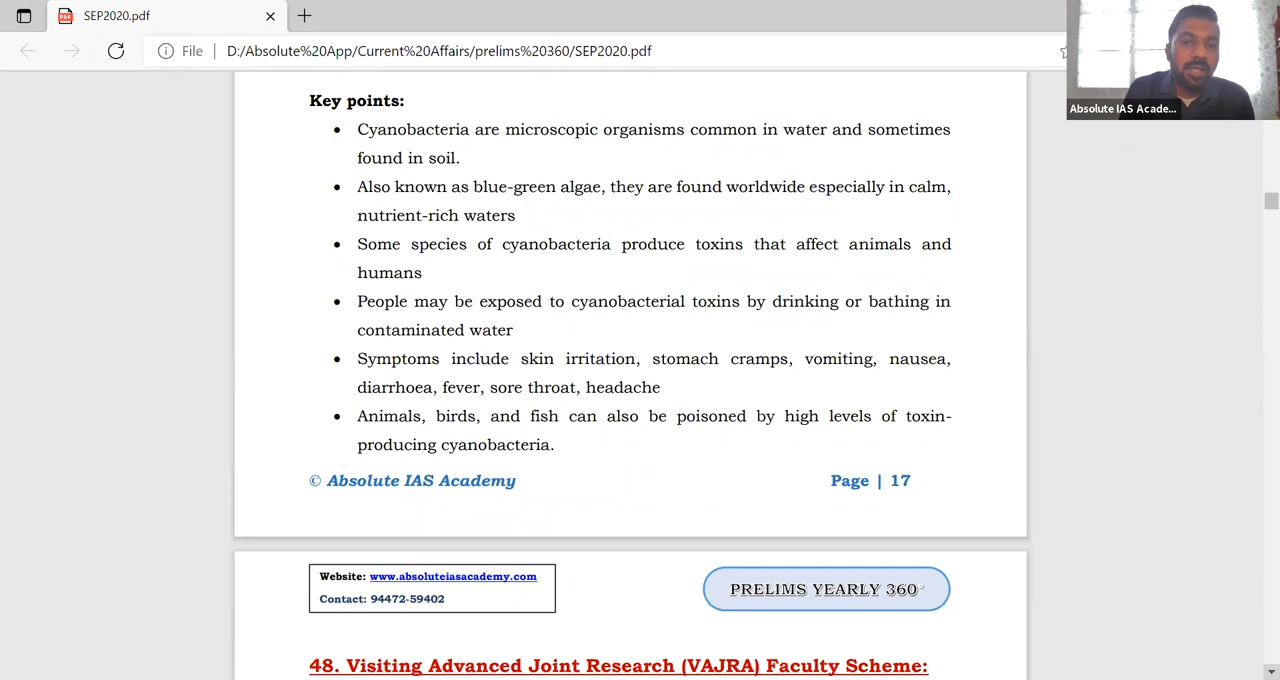 SEP2020.pdf
File | D:/Absolute%20App/Current%20Affairs/prelims%20360/SEP2020.pdf
Absolute IAS Acade...
Key points:
• Cyanobacteria are microscopic organisms common in water and sometimes
found in soil.
• Also known as blue-green algae, they are found worldwide especially in calm,
nutrient-rich waters
• Some species of cyanobacteria produce toxins that affect animals and
humans
• People may be exposed to cyanobacterial toxins by drinking or bathing in
contaminated water
• Symptoms include skin irritation, stomach cramps, vomiting, nausea,
diarrhoea, fever, sore throat, headache
• Animals, birds, and fish can also be poisoned by high levels of toxin-
producing cyanobacteria.
© Absolute IAS Academy Page | 17
Website: www.absoluteiasacademy.com
Contact: 94472-59402
PRELIMS YEARLY 360°
48. Visiting Advanced Joint Research (VAJRA) Faculty Scheme: